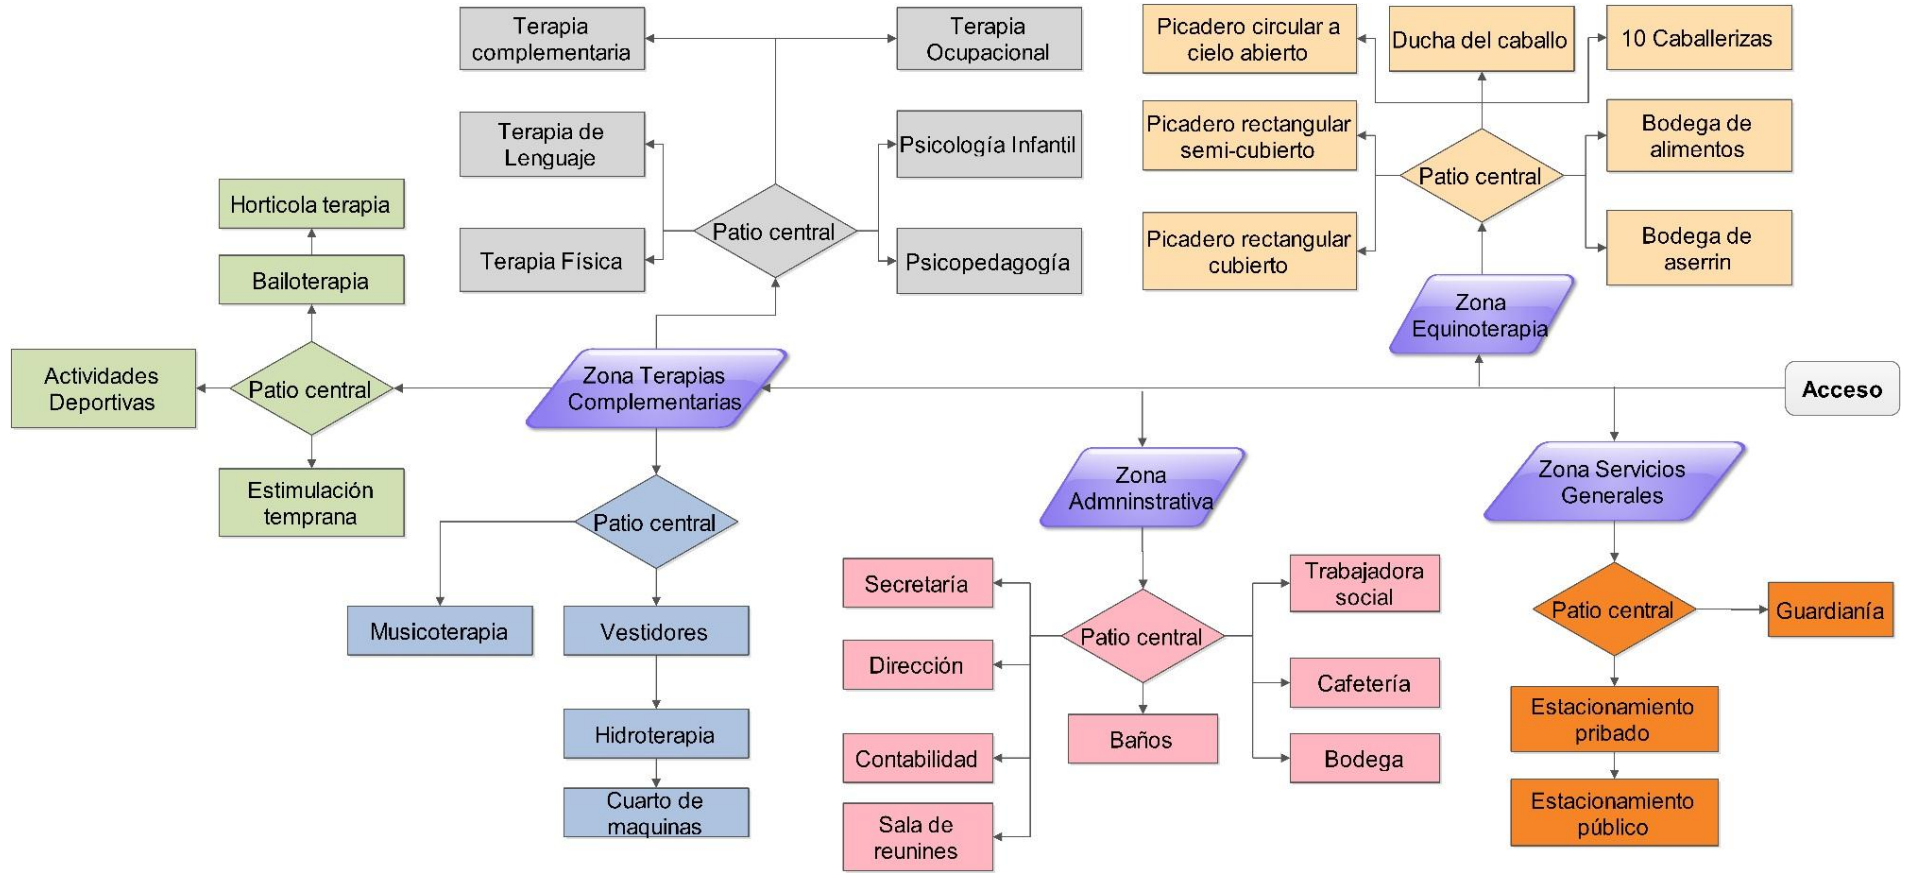 Terapia
complementaria
Terapia
Ocupacional
Picadero circular a
cielo abierto
Ducha del caballo
10 Caballerizas
Terapia de
Lenguaje
Psicología Infantil
Picadero rectangular
semi-cubierto
Patio central
Bodega de
alimentos
Horticola terapia
Patio central
Terapia Física
Psicopedagogía
Picadero rectangular
cubierto
Bodega de
aserrin
Bailoterapia
Zona
Equinoterapia
Actividades
Deportivas
Patio central
Zona Terapias
Complementarias
Acceso
Estimulación
temprana
Patio central
Zona
Admninstrativa
Zona Servicios
Generales
Musicoterapia
Vestidores
Secretaría
Trabajadora
social
Patio central
Patio central
Guardianía
Dirección
Cafetería
Hidroterapia
Baños
Estacionamiento
pribado
Contabilidad
Bodega
Cuarto de
maquinas
Sala de
reunines
Estacionamiento
público